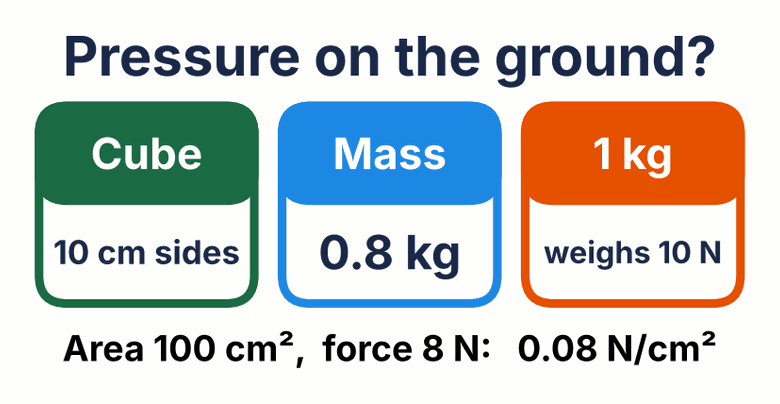 Pressure on the ground?
Cube
10 cm sides
Mass
0.8 kg
1 kg
weighs 10 N
Area 100 cm², force 8 N: 0.08 N/cm²